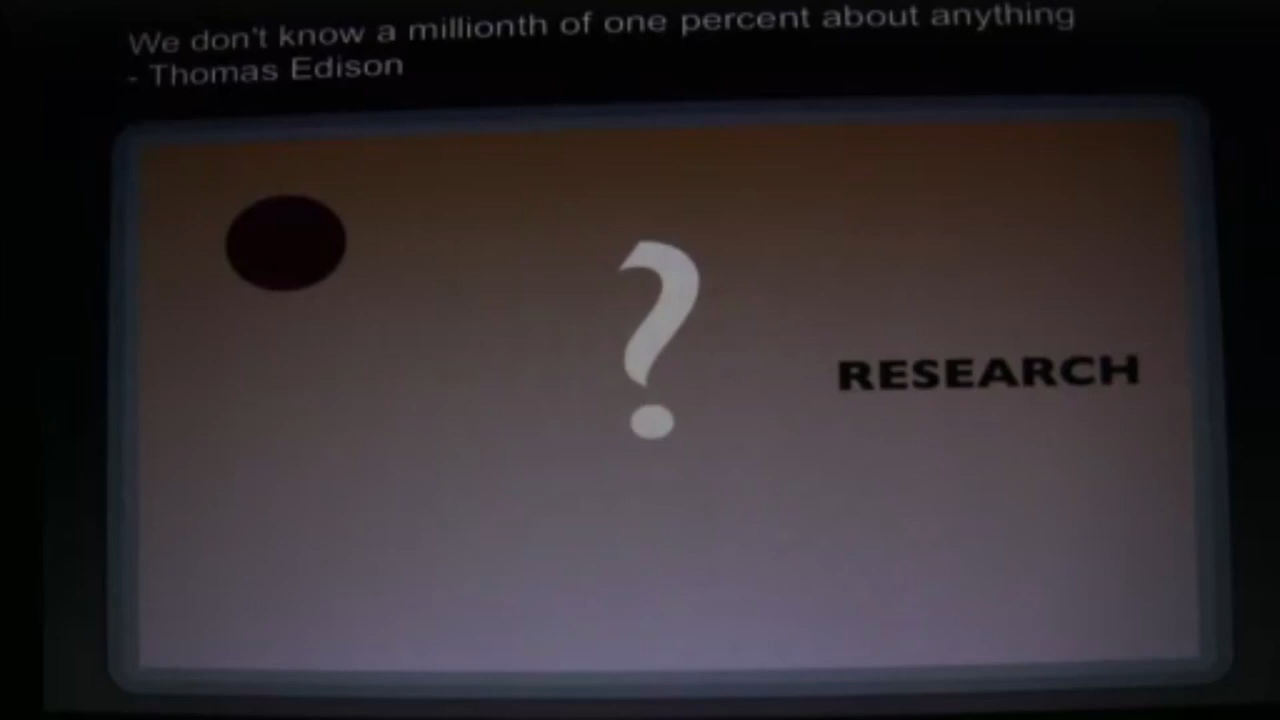 We don't know a millionth of one percent about anything
- Thomas Edison
?
RESEARCH